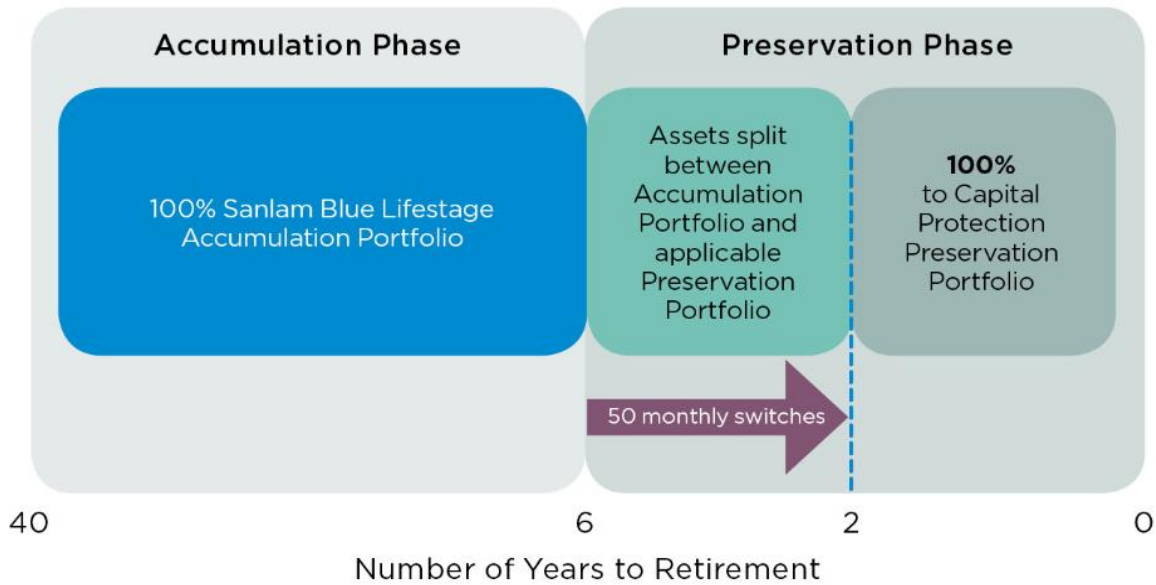 Accumulation Phase
Preservation Phase
100% Sanlam Blue Lifestage
Accumulation Portfolio
Assets split
between
Accumulation
Portfolio and
applicable
Preservation
Portfolio
100%
to Capital
Protection
Preservation
Portfolio
50 monthly switches
40
6
2
0
Number of Years to Retirement